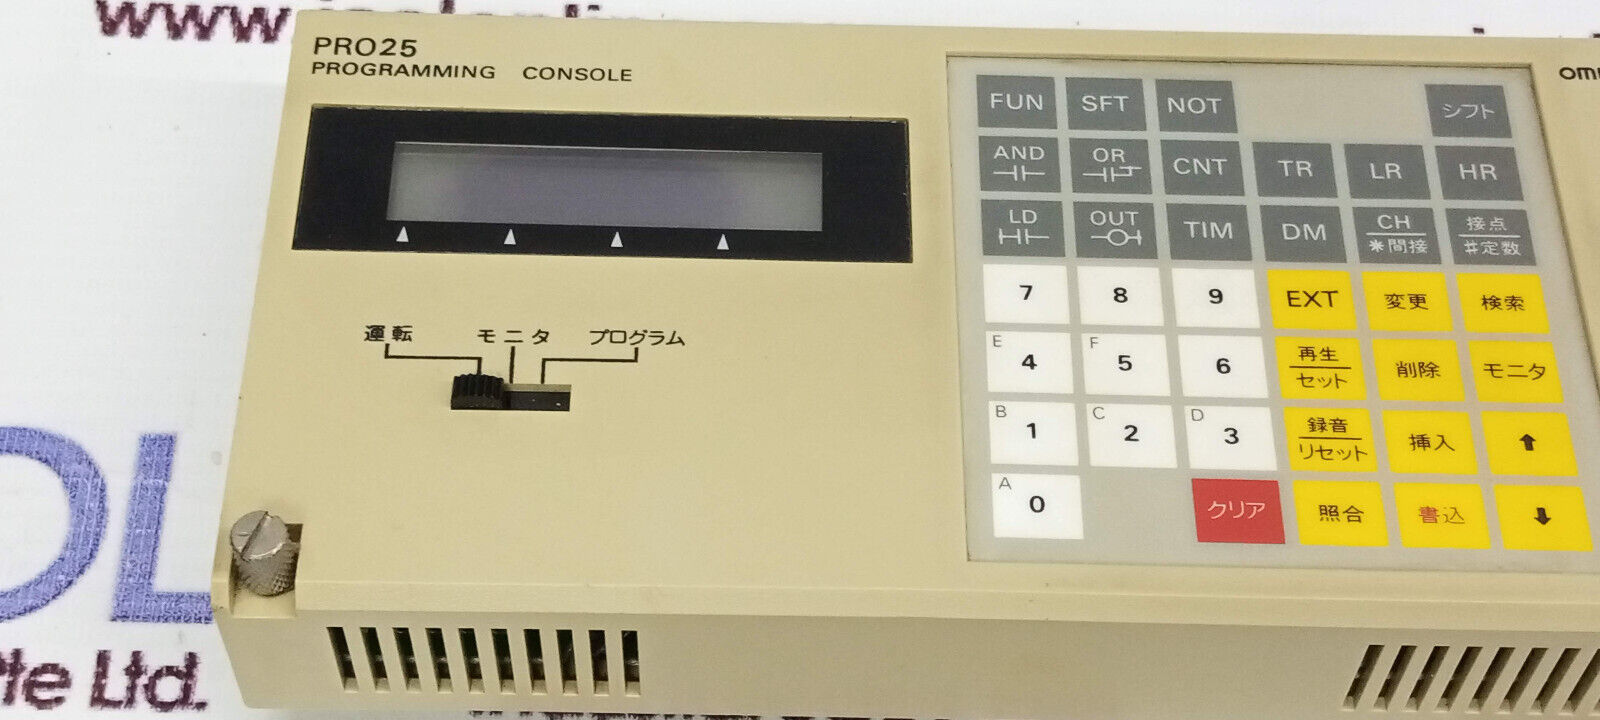 www.
PRO25
PROGRAMMING CONSOLE
運転 モニタ プログラム
FUN SFT NOT シフト
AND OR CNT TR LR HR
LD OUT TIM DM CH 接点
*間接 #定数
7 8 9 EXT 変更 検索
E 4 F 5 6 再生 削除 モニタ
セット
B 1 C 2 D 3 録音 挿入 ↑
リセット
A 0 クリア 照合 書込 ↓
Ltd.